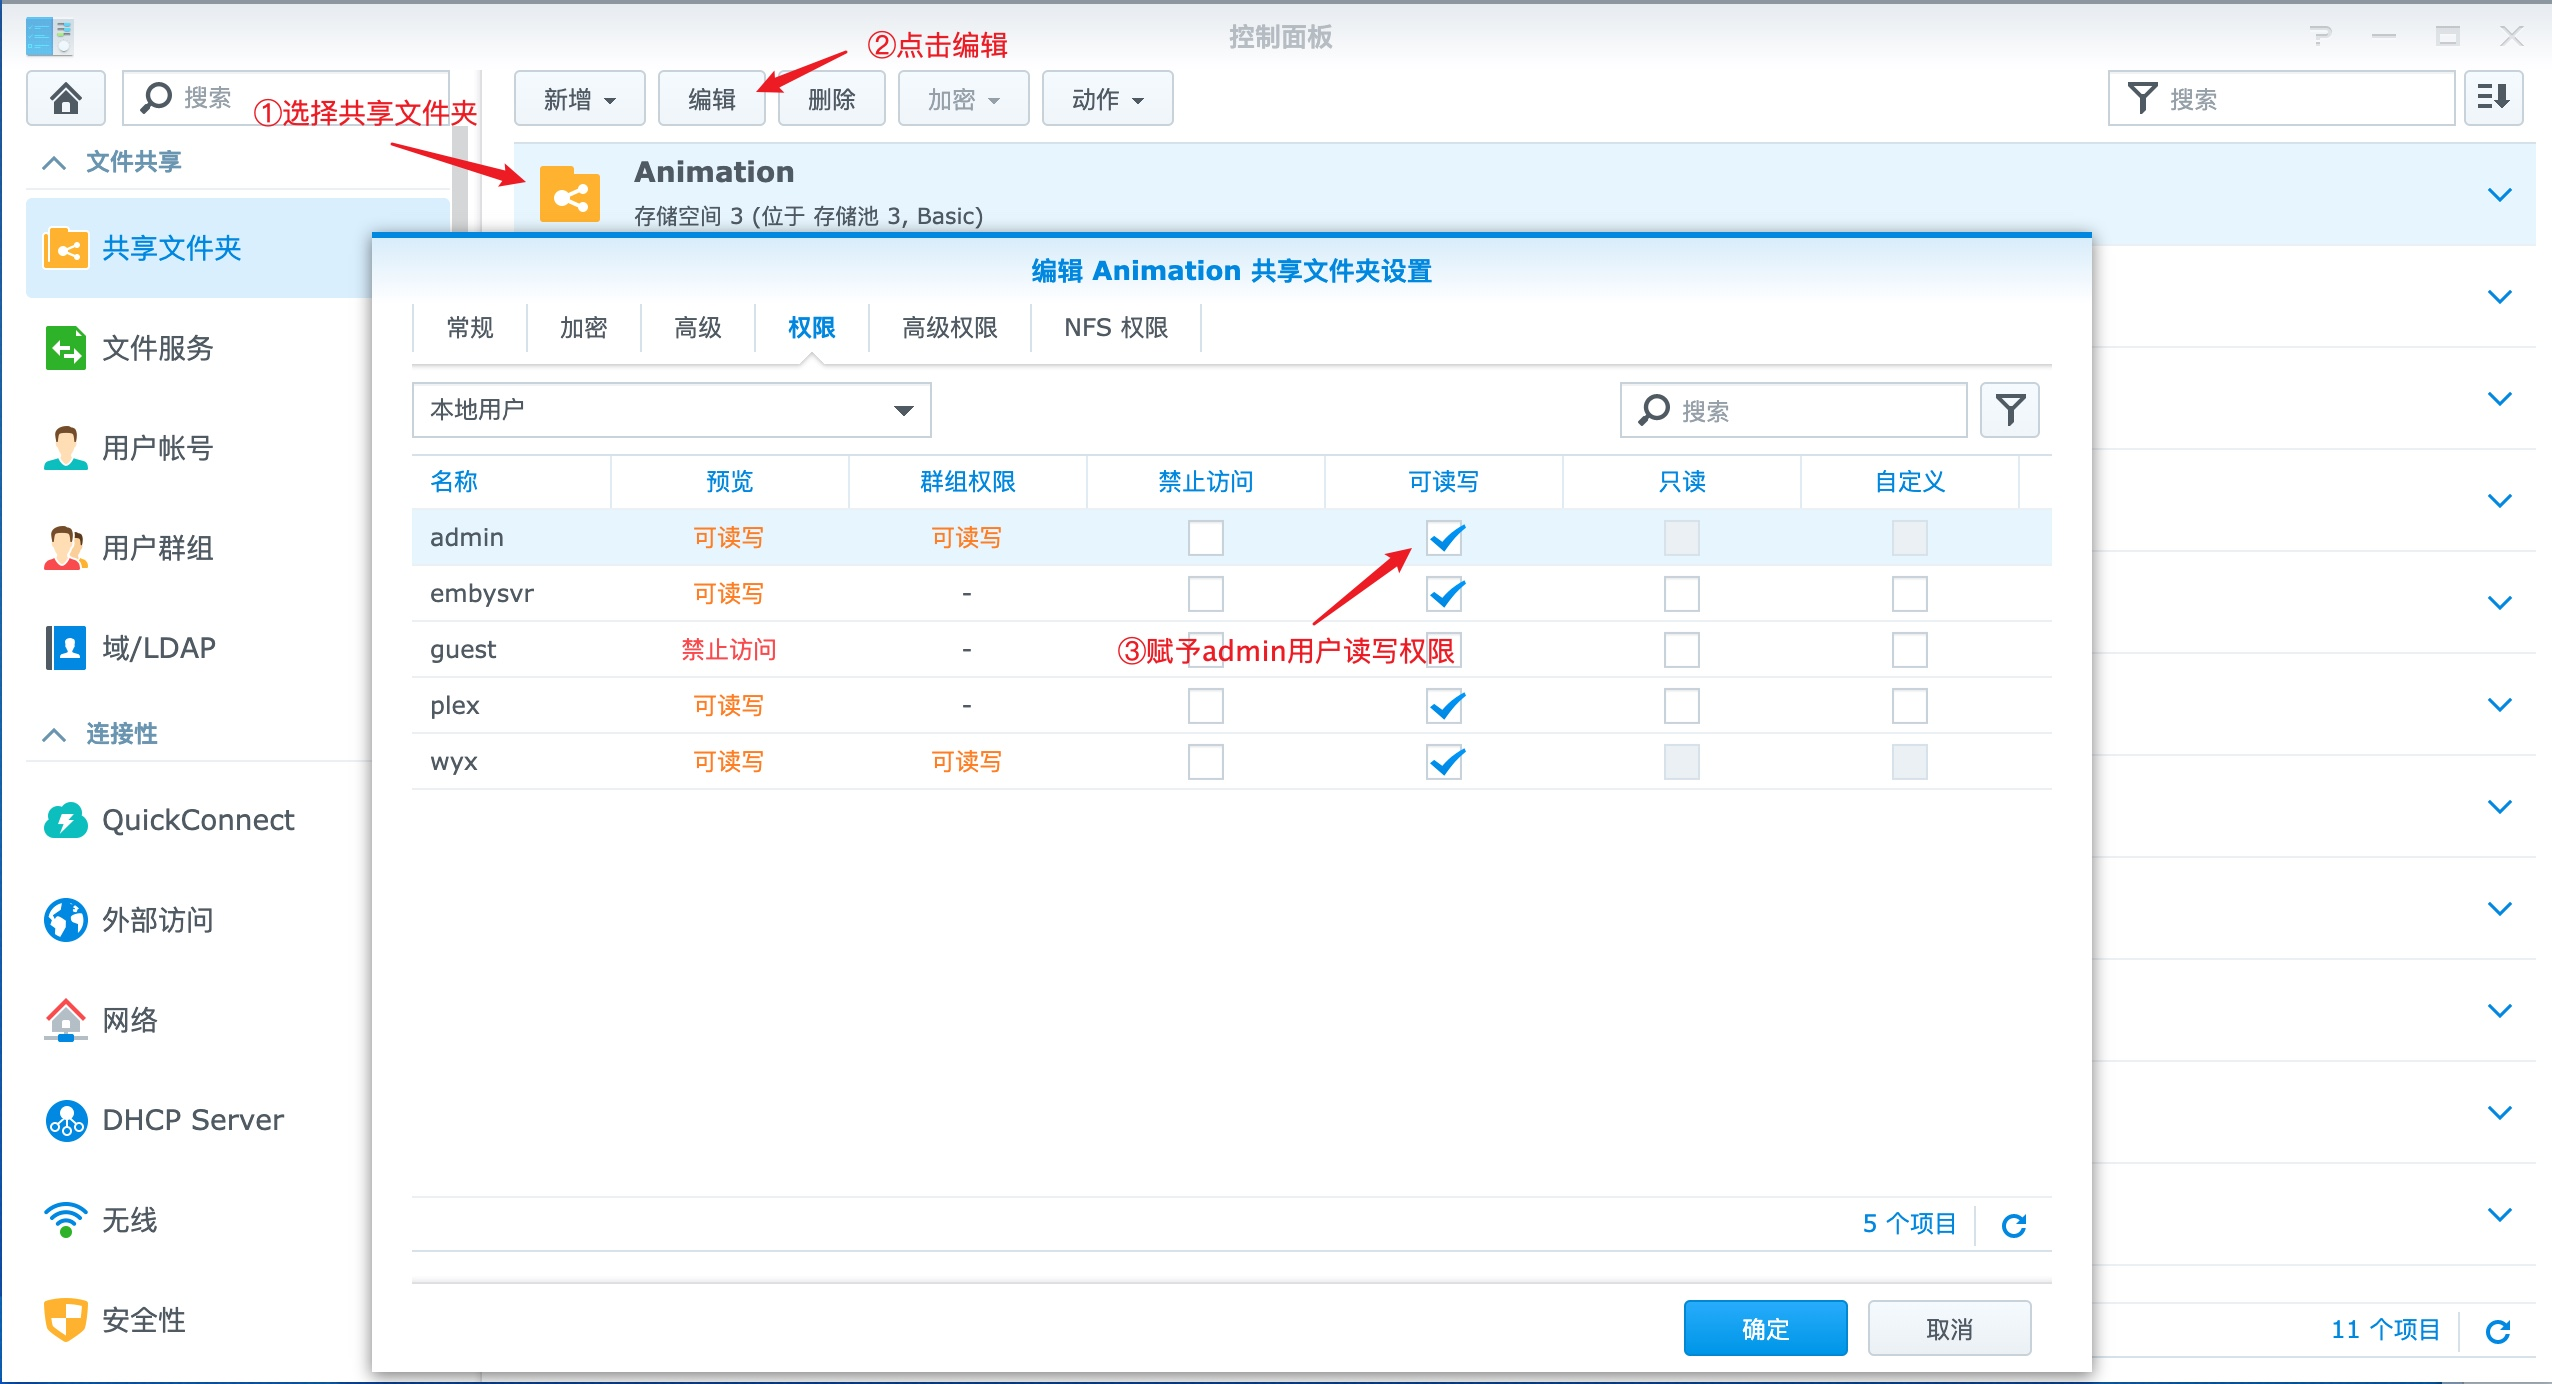 控制面板
②点击编辑
搜索
①选择共享文件夹
新增
编辑
删除
加密
动作
搜索
文件共享
Animation
存储空间 3 (位于 存储池 3, Basic)
共享文件夹
文件服务
用户帐号
用户群组
域/LDAP
连接性
QuickConnect
外部访问
网络
DHCP Server
无线
安全性
编辑 Animation 共享文件夹设置
常规 加密 高级 权限 高级权限 NFS 权限
本地用户
搜索
名称 预览 群组权限 禁止访问 可读写 只读 自定义
admin 可读写 可读写
embysvr 可读写 -
guest 禁止访问 -
③赋予admin用户读写权限
plex 可读写 -
wyx 可读写 可读写
5 个项目
确定 取消
11 个项目